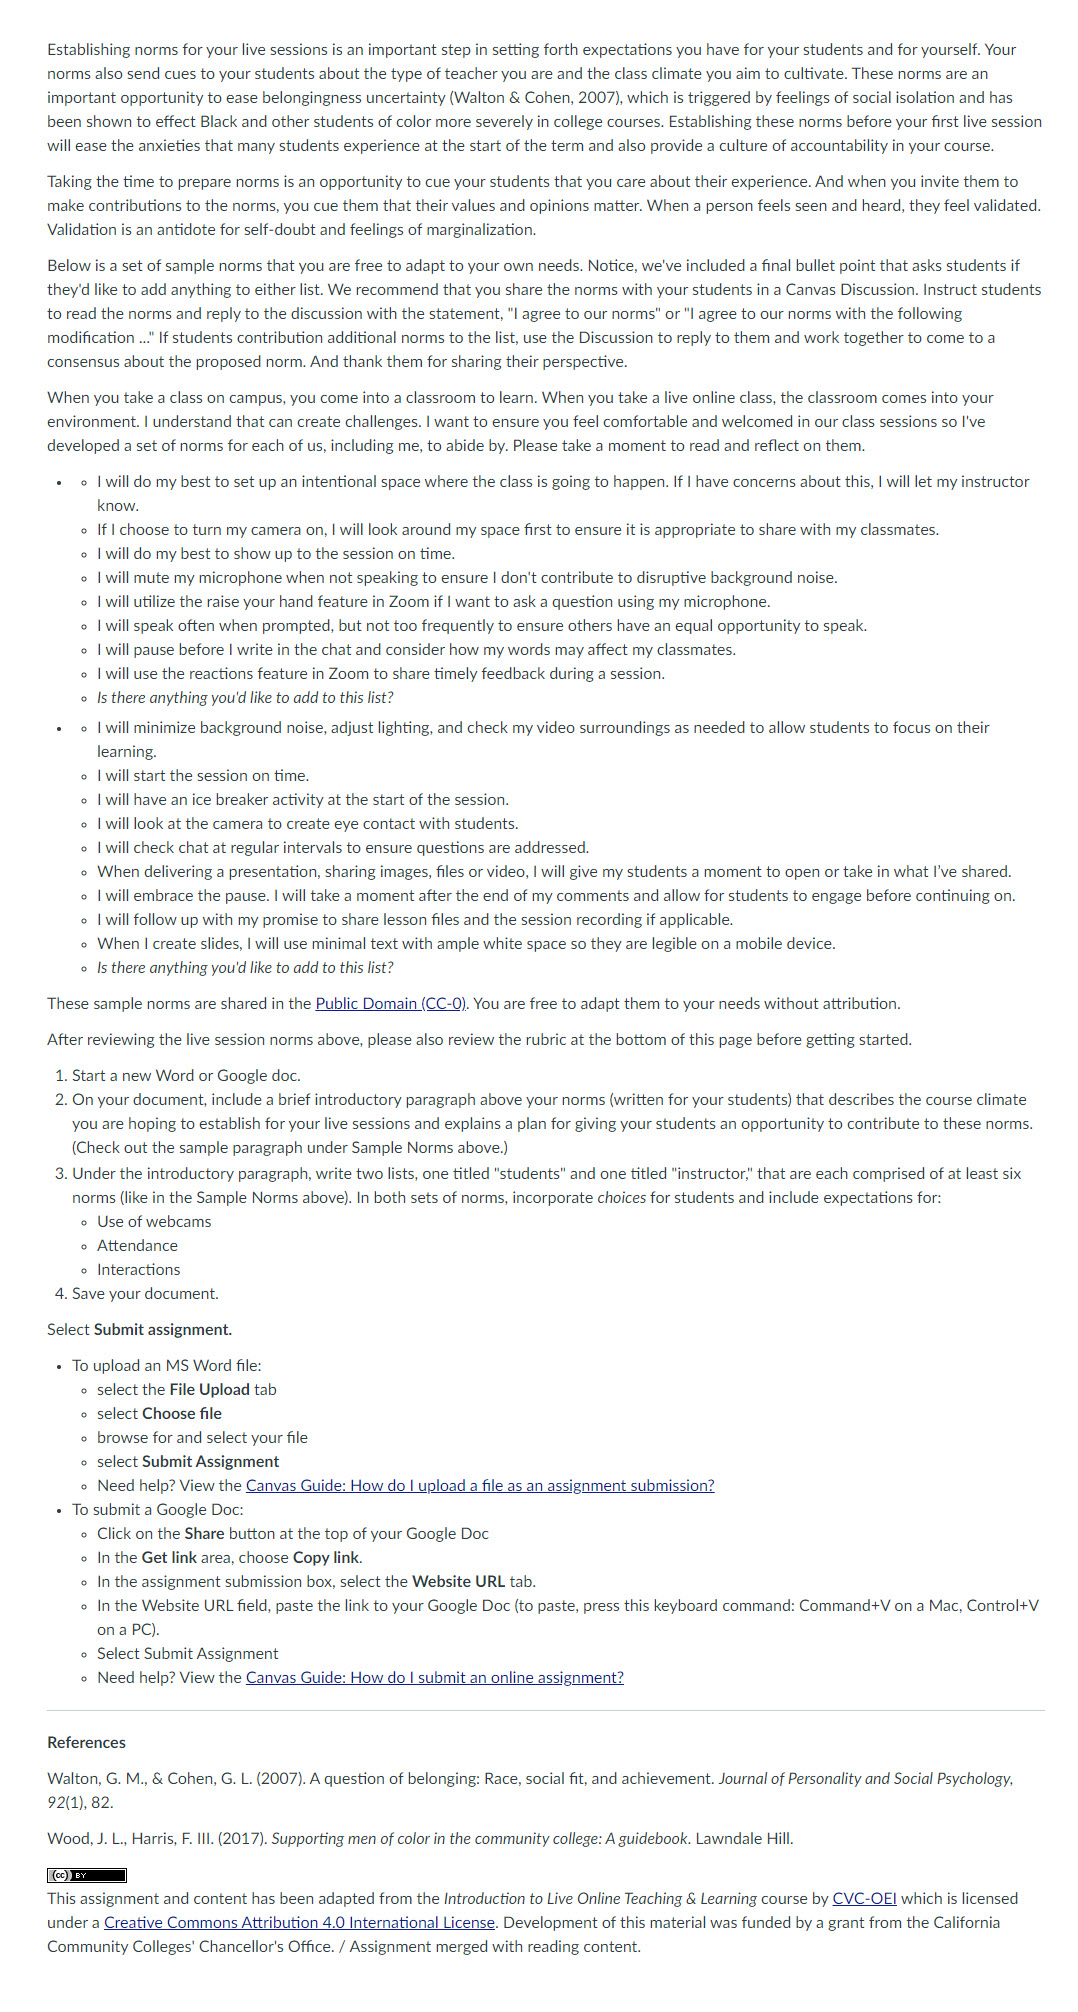 Establishing norms for your live sessions is an important step in setting forth expectations you have for your students and for yourself. Your
norms also send cues to your students about the type of teacher you are and the class climate you aim to cultivate. These norms are an
important opportunity to ease belongingness uncertainty (Walton & Cohen, 2007), which is triggered by feelings of social isolation and has
been shown to effect Black and other students of color more severely in college courses. Establishing these norms before your first live session
will ease the anxieties that many students experience at the start of the term and also provide a culture of accountability in your course.
Taking the time to prepare norms is an opportunity to cue your students that you care about their experience. And when you invite them to
make contributions to the norms, you cue them that their values and opinions matter. When a person feels seen and heard, they feel validated.
Validation is an antidote for self-doubt and feelings of marginalization.
Below is a set of sample norms that you are free to adapt to your own needs. Notice, we've included a final bullet point that asks students if
they'd like to add anything to either list. We recommend that you share the norms with your students in a Canvas Discussion. Instruct students
to read the norms and reply to the discussion with the statement, "I agree to our norms" or "I agree to our norms with the following
modification ..." If students contribution additional norms to the list, use the Discussion to reply to them and work together to come to a
consensus about the proposed norm. And thank them for sharing their perspective.
When you take a class on campus, you come into a classroom to learn. When you take a live online class, the classroom comes into your
environment. I understand that can create challenges. I want to ensure you feel comfortable and welcomed in our class sessions so I've
developed a set of norms for each of us, including me, to abide by. Please take a moment to read and reflect on them.
• ◦ I will do my best to set up an intentional space where the class is going to happen. If I have concerns about this, I will let my instructor
know.
◦ If I choose to turn my camera on, I will look around my space first to ensure it is appropriate to share with my classmates.
◦ I will do my best to show up to the session on time.
◦ I will mute my microphone when not speaking to ensure I don't contribute to disruptive background noise.
◦ I will utilize the raise your hand feature in Zoom if I want to ask a question using my microphone.
◦ I will speak often when prompted, but not too frequently to ensure others have an equal opportunity to speak.
◦ I will pause before I write in the chat and consider how my words may affect my classmates.
◦ I will use the reactions feature in Zoom to share timely feedback during a session.
◦ Is there anything you'd like to add to this list?
• ◦ I will minimize background noise, adjust lighting, and check my video surroundings as needed to allow students to focus on their
learning.
◦ I will start the session on time.
◦ I will have an ice breaker activity at the start of the session.
◦ I will look at the camera to create eye contact with students.
◦ I will check chat at regular intervals to ensure questions are addressed.
◦ When delivering a presentation, sharing images, files or video, I will give my students a moment to open or take in what I've shared.
◦ I will embrace the pause. I will take a moment after the end of my comments and allow for students to engage before continuing on.
◦ I will follow up with my promise to share lesson files and the session recording if applicable.
◦ When I create slides, I will use minimal text with ample white space so they are legible on a mobile device.
◦ Is there anything you'd like to add to this list?
These sample norms are shared in the Public Domain (CC-0). You are free to adapt them to your needs without attribution.
After reviewing the live session norms above, please also review the rubric at the bottom of this page before getting started.
1. Start a new Word or Google doc.
2. On your document, include a brief introductory paragraph above your norms (written for your students) that describes the course climate
you are hoping to establish for your live sessions and explains a plan for giving your students an opportunity to contribute to these norms.
(Check out the sample paragraph under Sample Norms above.)
3. Under the introductory paragraph, write two lists, one titled "students" and one titled "instructor," that are each comprised of at least six
norms (like in the Sample Norms above). In both sets of norms, incorporate choices for students and include expectations for:
◦ Use of webcams
◦ Attendance
◦ Interactions
4. Save your document.
Select Submit assignment.
• To upload an MS Word file:
◦ select the File Upload tab
◦ select Choose file
◦ browse for and select your file
◦ select Submit Assignment
◦ Need help? View the Canvas Guide: How do I upload a file as an assignment submission?
• To submit a Google Doc:
◦ Click on the Share button at the top of your Google Doc
◦ In the Get link area, choose Copy link.
◦ In the assignment submission box, select the Website URL tab.
◦ In the Website URL field, paste the link to your Google Doc (to paste, press this keyboard command: Command+V on a Mac, Control+V
on a PC).
◦ Select Submit Assignment
◦ Need help? View the Canvas Guide: How do I submit an online assignment?
References
Walton, G. M., & Cohen, G. L. (2007). A question of belonging: Race, social fit, and achievement. Journal of Personality and Social Psychology,
92(1), 82.
Wood, J. L., Harris, F. III. (2017). Supporting men of color in the community college: A guidebook. Lawndale Hill.
cc BY
This assignment and content has been adapted from the Introduction to Live Online Teaching & Learning course by CVC-OEI which is licensed
under a Creative Commons Attribution 4.0 International License. Development of this material was funded by a grant from the California
Community Colleges' Chancellor's Office. / Assignment merged with reading content.